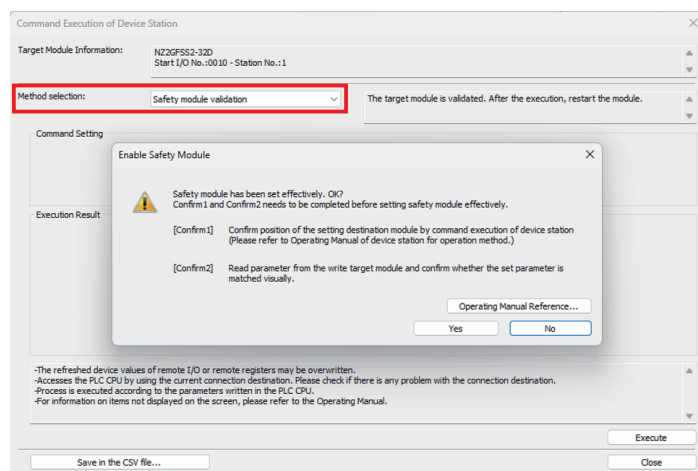 Command Execution of Device Station
Target Module Information:
NZ2GFSS2-32D
Start I/O No.:0010 - Station No.:1
Method selection:
Safety module validation
The target module is validated. After the execution, restart the module.
Command Setting
Enable Safety Module
Safety module has been set effectively. OK?
Confirm1 and Confirm2 needs to be completed before setting safety module effectively.
[Confirm1] Confirm position of the setting destination module by command execution of device station
(Please refer to Operating Manual of device station for operation method.)
[Confirm2] Read parameter from the write target module and confirm whether the set parameter is
matched visually.
Operating Manual Reference...
Yes
No
Execution Result
-The refreshed device values of remote I/O or remote registers may be overwritten.
-Accesses the PLC CPU by using the current connection destination. Please check if there is any problem with the connection destination.
-Process is executed according to the parameters written in the PLC CPU.
-For information on items not displayed on the screen, please refer to the Operating Manual.
Execute
Save in the CSV file...
Close